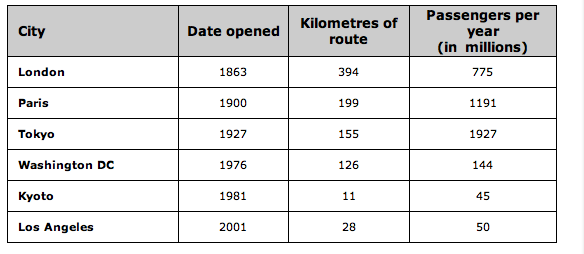 City Date opened Kilometres of route Passengers per year (in millions)
London 1863 394 775
Paris 1900 199 1191
Tokyo 1927 155 1927
Washington DC 1976 126 144
Kyoto 1981 11 45
Los Angeles 2001 28 50